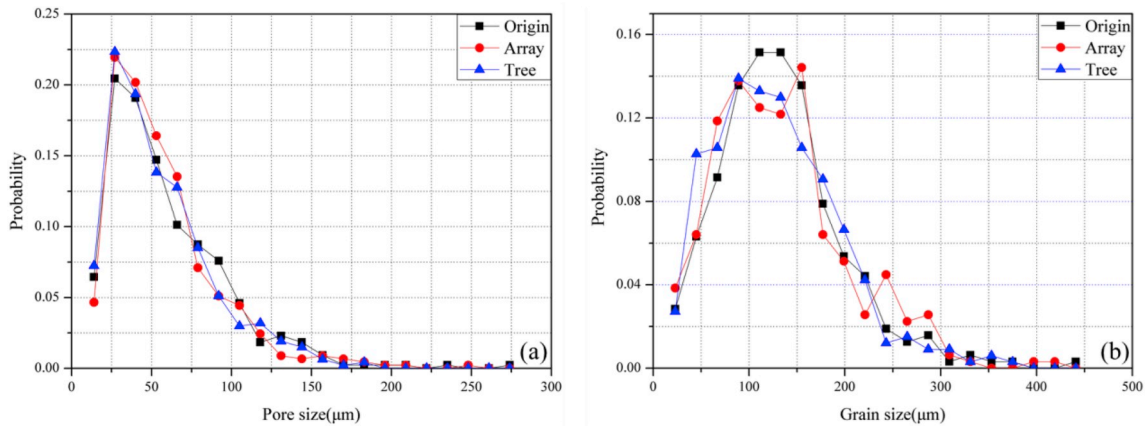 0.25
0.20
0.15
0.10
0.05
0.00
Probability
Origin
Array
Tree
(a)
0 50 100 150 200 250 300
Pore size(μm)
0.16
0.12
0.08
0.04
0.00
Probability
Origin
Array
Tree
(b)
0 100 200 300 400 500
Grain size(μm)